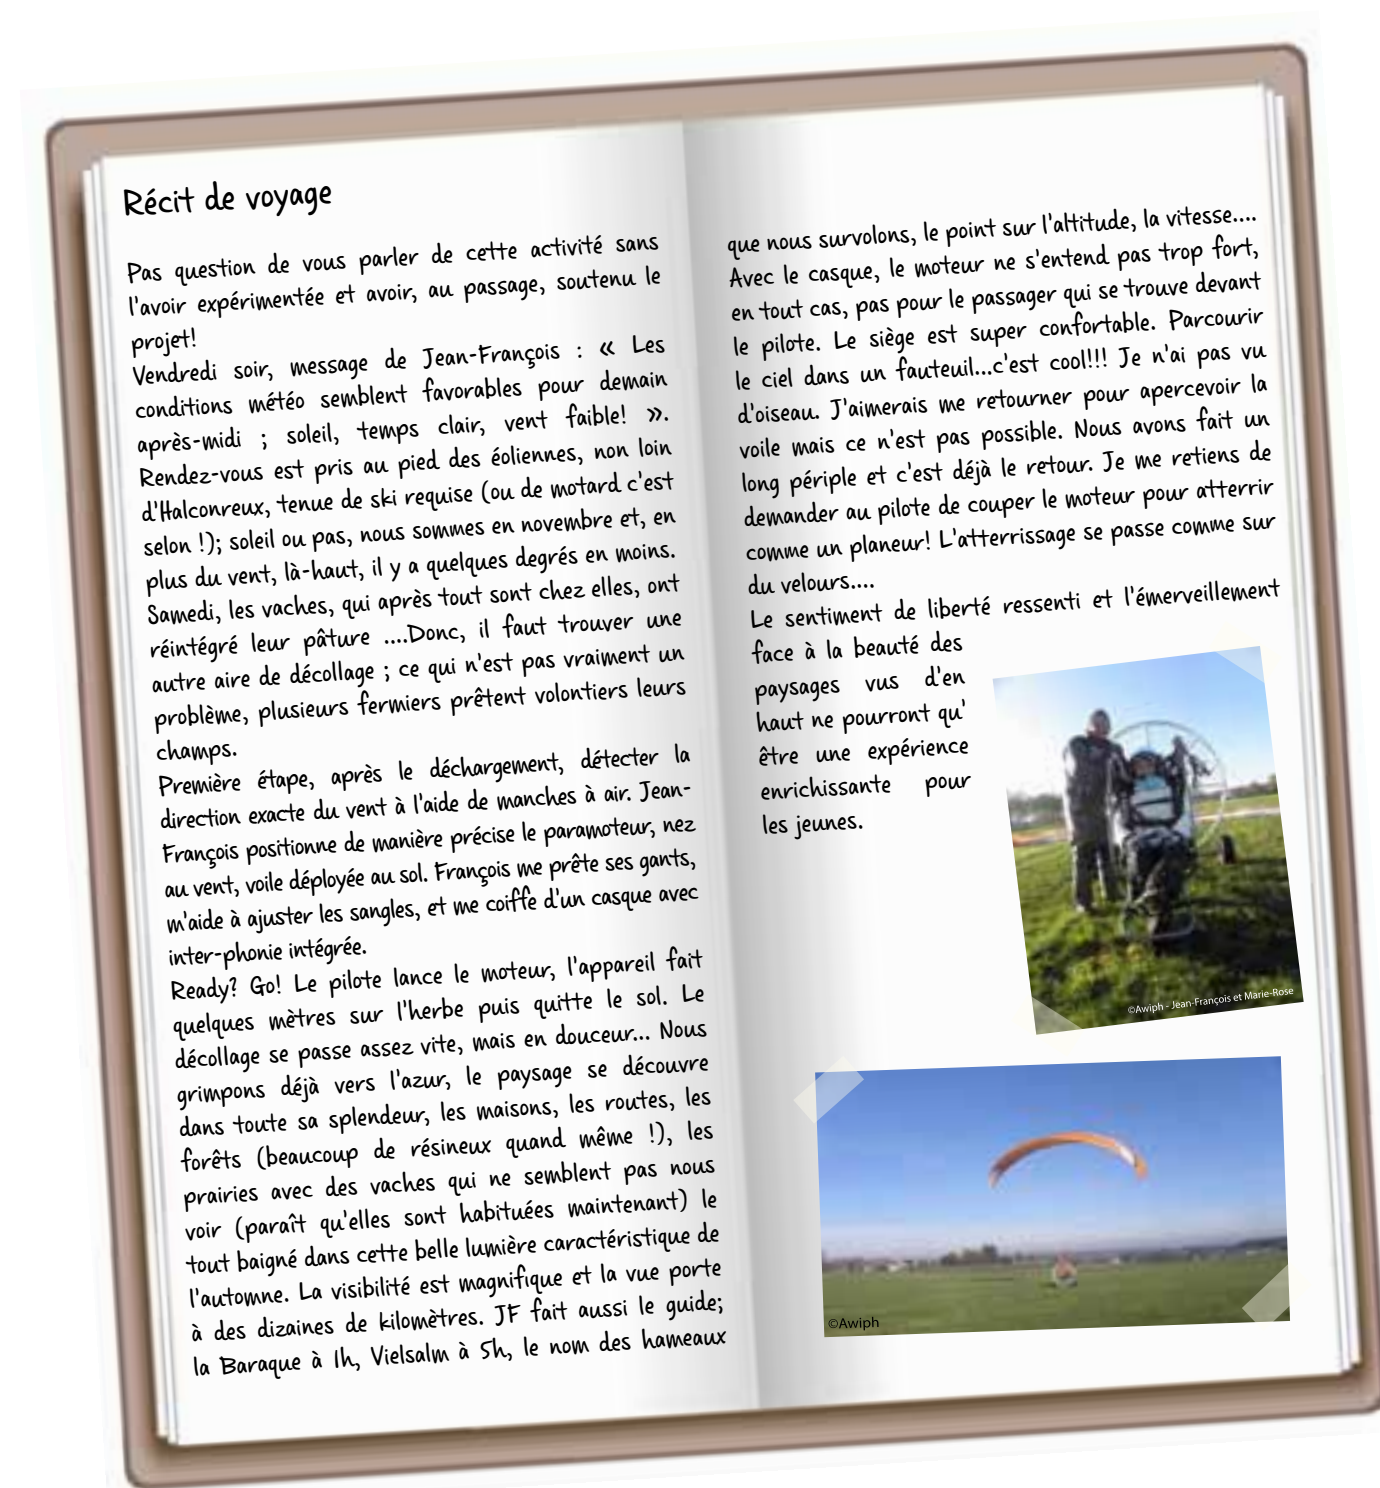 Récit de voyage
Pas question de vous parler de cette activité sans
l'avoir expérimentée et avoir, au passage, soutenu le
projet!
Vendredi soir, message de Jean-François : « Les
conditions météo semblent favorables pour demain
après-midi ; soleil, temps clair, vent faible! ».
Rendez-vous est pris au pied des éoliennes, non loin
d'Halconreux, tenue de ski requise (ou de motard c'est
selon !); soleil ou pas, nous sommes en novembre et, en
plus du vent, là-haut, il y a quelques degrés en moins.
Samedi, les vaches, qui après tout sont chez elles, ont
réintégré leur pâture ....Donc, il faut trouver une
autre aire de décollage ; ce qui n'est pas vraiment un
problème, plusieurs fermiers prêtent volontiers leurs
champs.
Première étape, après le déchargement, détecter la
direction exacte du vent à l'aide de manches à air. Jean-
François positionne de manière précise le paramoteur, nez
au vent, voile déployée au sol. François me prête ses gants,
m'aide à ajuster les sangles, et me coiffe d'un casque avec
inter-phonie intégrée.
Ready? Go! Le pilote lance le moteur, l'appareil fait
quelques mètres sur l'herbe puis quitte le sol. Le
décollage se passe assez vite, mais en douceur... Nous
grimpons déjà vers l'azur, le paysage se découvre
dans toute sa splendeur, les maisons, les routes, les
forêts (beaucoup de résineux quand même !), les
prairies avec des vaches qui ne semblent pas nous
voir (paraît qu'elles sont habituées maintenant) le
tout baigné dans cette belle lumière caractéristique de
l'automne. La visibilité est magnifique et la vue porte
à des dizaines de kilomètres. JF fait aussi le guide;
la Baraque à 1h, Vielsalm à 5h, le nom des hameaux
que nous survolons, le point sur l'altitude, la vitesse....
Avec le casque, le moteur ne s'entend pas trop fort,
en tout cas, pas pour le passager qui se trouve devant
le pilote. Le siège est super confortable. Parcourir
le ciel dans un fauteuil...c'est cool!!! Je n'ai pas vu
d'oiseau. J'aimerais me retourner pour apercevoir la
voile mais ce n'est pas possible. Nous avons fait un
long périple et c'est déjà le retour. Je me retiens de
demander au pilote de couper le moteur pour atterrir
comme un planeur! L'atterrissage se passe comme sur
du velours....
Le sentiment de liberté ressenti et l'émerveillement
face à la beauté des
paysages vus d'en
haut ne pourront qu'
être une expérience
enrichissante pour
les jeunes.
©Awiph - Jean-François et Marie-Rose
©Awiph